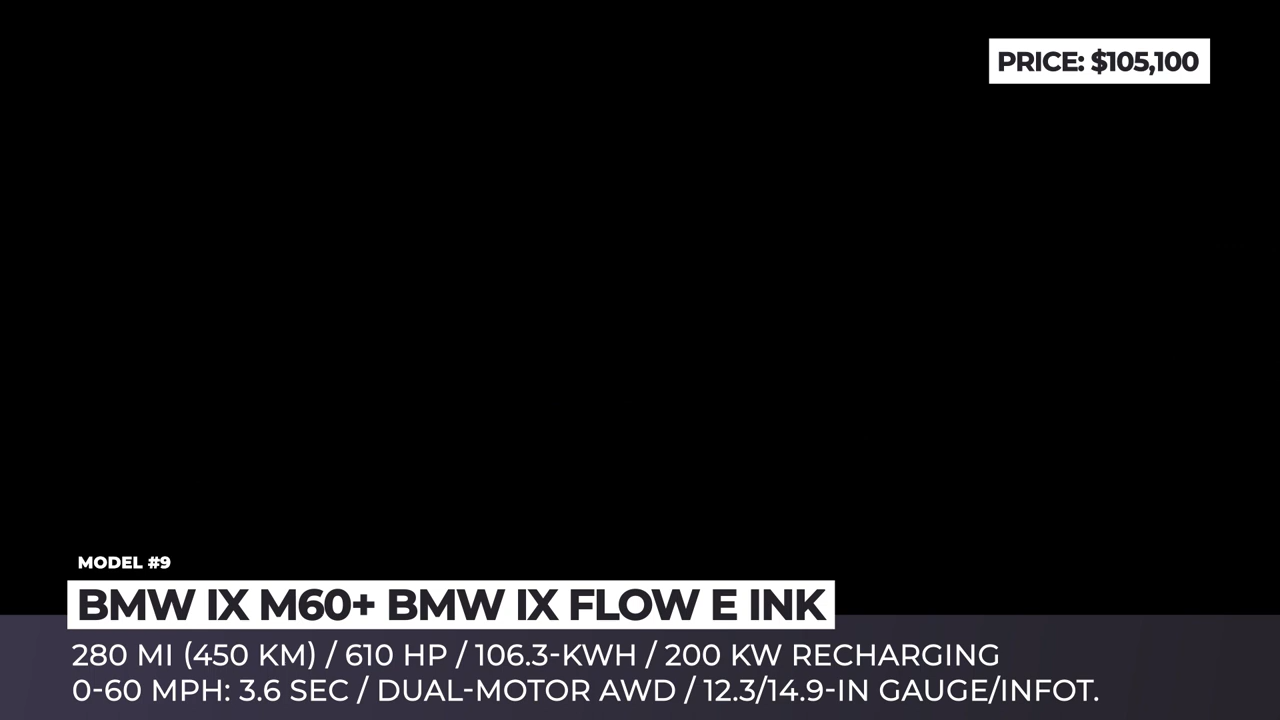 PRICE: $105,100
MODEL #9
BMW IX M60+ BMW IX FLOW E INK
280 MI (450 KM) / 610 HP / 106.3-KWH / 200 KW RECHARGING
0-60 MPH: 3.6 SEC / DUAL-MOTOR AWD / 12.3/14.9-IN GAUGE/INFOT.